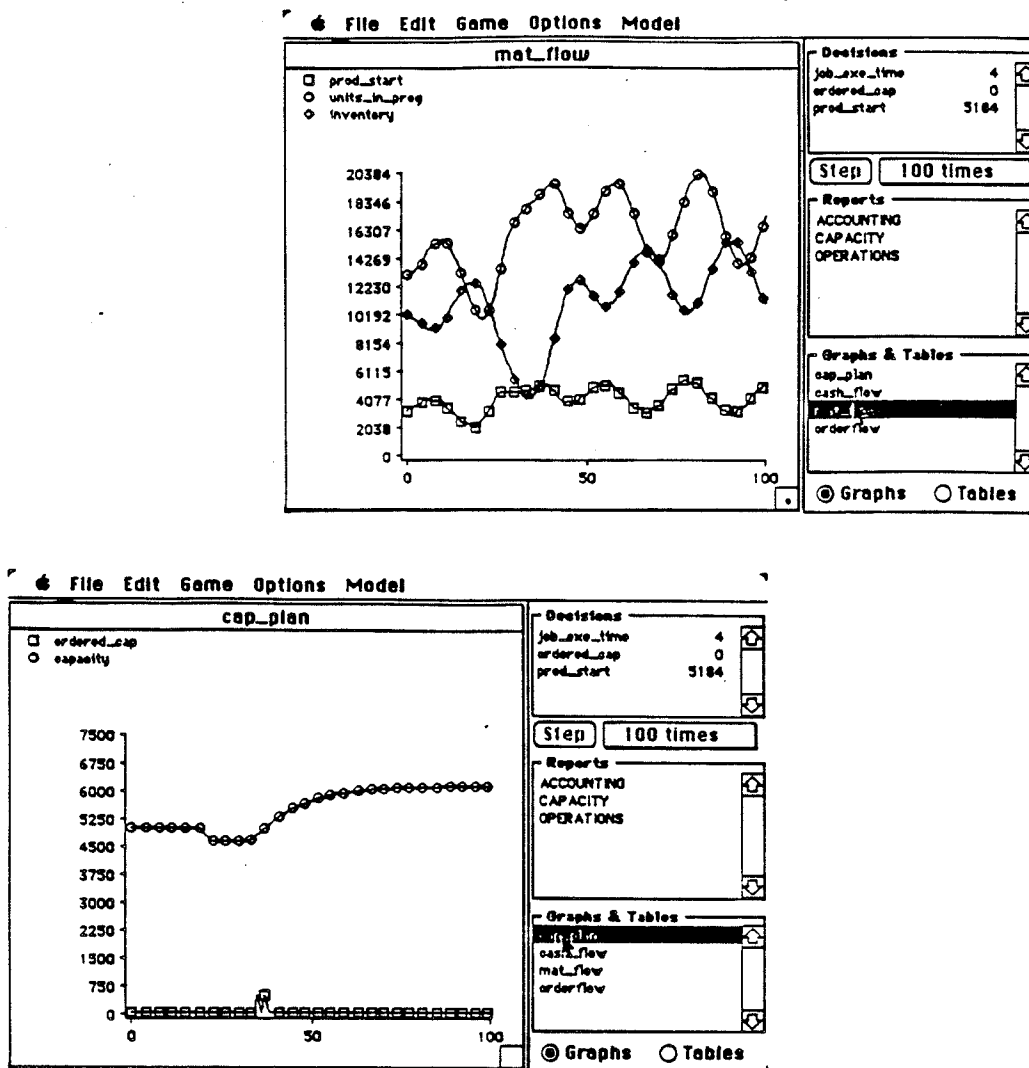 File Edit Game Options Model
mat_flow
prod_start
units_in_prog
inventory
20384
18346
16307
14269
12230
10192
8154
6115
4077
2038
0
0 50 100
Decisions
job_exe_time 4
ordered_cap 0
prod_start 5184
Step 100 times
Reports
ACCOUNTING
CAPACITY
OPERATIONS
Graphs & Tables
cap_plan
cash_flow
orderflow
Graphs Tables
File Edit Game Options Model
cap_plan
ordered_cap
capacity
7500
6750
6000
5250
4500
3750
3000
2250
1500
750
0
0 50 100
Decisions
job_exe_time 4
ordered_cap 0
prod_start 5184
Step 100 times
Reports
ACCOUNTING
CAPACITY
OPERATIONS
Graphs & Tables
cash_flow
mat_flow
orderflow
Graphs Tables